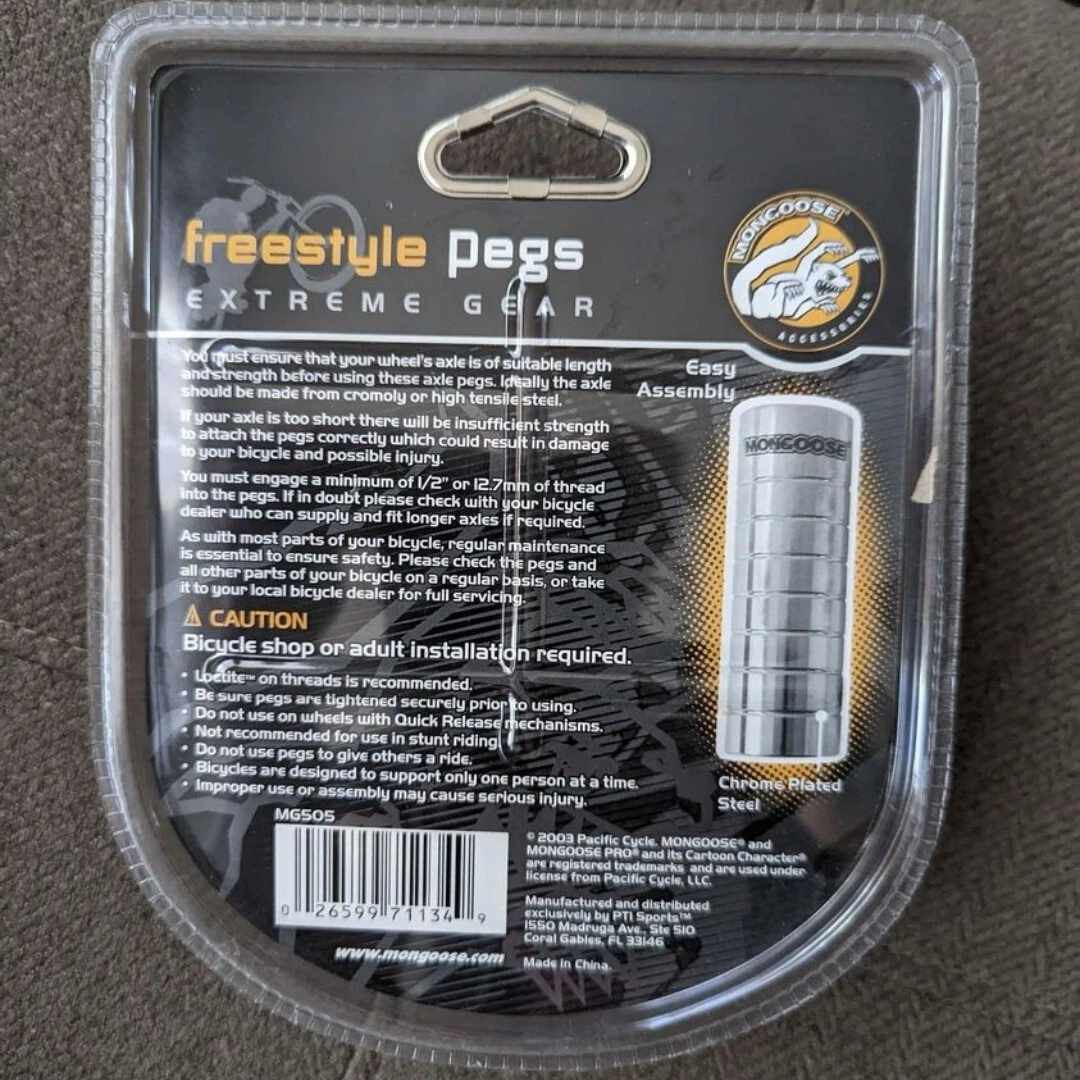 freestyle pegs
EXTREME GEAR
MONGOOSE®
ACCESSORIES
You must ensure that your wheel's axle is of suitable length
and strength before using these axle pegs. Ideally the axle
should be made from cromoly or high tensile steel.
If your axle is too short there will be insufficient strength
to attach the pegs correctly which could result in damage
to your bicycle and possible injury.
You must engage a minimum of 1/2" or 12.7mm of thread
into the pegs. If in doubt please check with your bicycle
dealer who can supply and fit longer axles if required.
As with most parts of your bicycle, regular maintenance
is essential to ensure safety. Please check the pegs and
all other parts of your bicycle on a regular basis, or take
it to your local bicycle dealer for full servicing.
⚠ CAUTION
Bicycle shop or adult installation required.
• Loctite™ on threads is recommended.
• Be sure pegs are tightened securely prior to using.
• Do not use on wheels with Quick Release mechanisms.
• Not recommended for use in stunt riding.
• Do not use pegs to give others a ride.
• Bicycles are designed to support only one person at a time.
• Improper use or assembly may cause serious injury.
Easy
Assembly
MONGOOSE
Chrome Plated
Steel
MG505
0 26599 71134 9
www.mongoose.com
© 2003 Pacific Cycle. MONGOOSE® and
MONGOOSE PRO® and its Cartoon Character®
are registered trademarks and are used under
license from Pacific Cycle, LLC.
Manufactured and distributed
exclusively by PTI Sports™
1550 Madruga Ave., Ste 510
Coral Gables, FL 33146
Made in China.